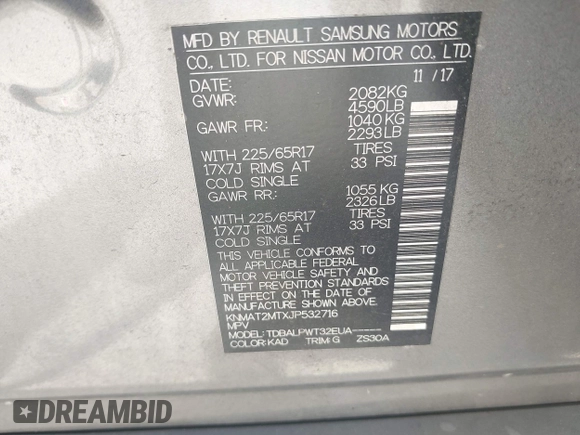 MFD BY RENAULT SAMSUNG MOTORS
CO., LTD. FOR NISSAN MOTOR CO., LTD.
DATE: 11 / 17
GVWR: 2082KG
4590LB
GAWR FR: 1040KG
2293LB
WITH 225/65R17 TIRES
17X7J RIMS AT 33 PSI
COLD SINGLE
GAWR RR: 1055 KG
2326LB
WITH 225/65R17 TIRES
17X7J RIMS AT 33 PSI
COLD SINGLE
THIS VEHICLE CONFORMS TO
ALL APPLICABLE FEDERAL
MOTOR VEHICLE SAFETY AND
THEFT PREVENTION STANDARDS
IN EFFECT ON THE DATE OF
MANUFACTURE SHOWN ABOVE.
KNMAT2MTXJP532716
MPV
MODEL: TDBALPWT32EUA-----
COLOR: KAD TRIM: G ZS30A
DREAMBID